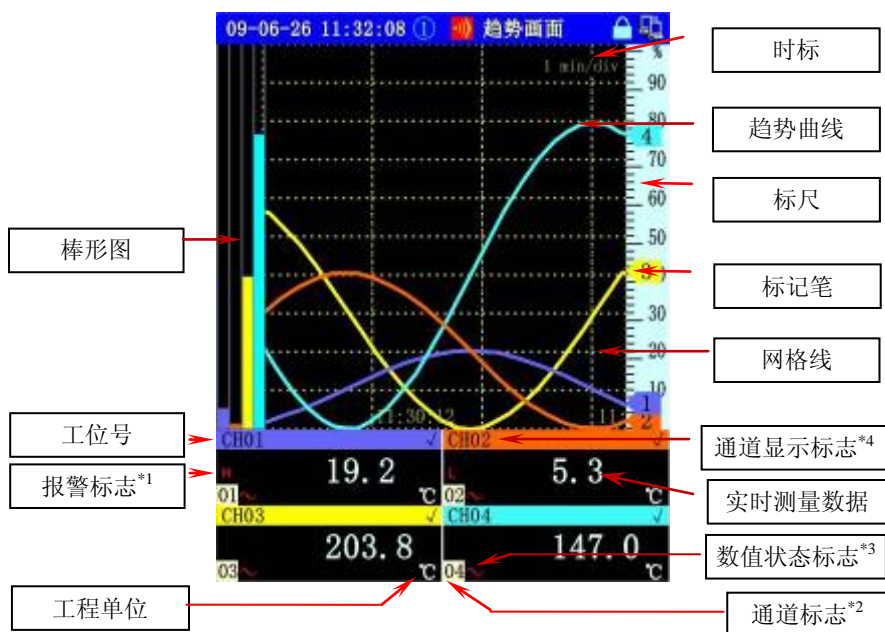 09-06-26 11:32:08 1 趋势画面
时标
%
1 min/div
90
80
趋势曲线
4
70
标尺
60
50
棒形图
3
标记笔
30
20
网格线
10
1
11:30:12
11:
2
工位号
CH01 √
CH02 √
通道显示标志*4
报警标志*1
H
19.2
L
5.3
实时测量数据
01 ~ ℃
02 ~ ℃
CH03 √
CH04 √
203.8
147.0
数值状态标志*3
03 ~ ℃
04 ~ ℃
工程单位
通道标志*2